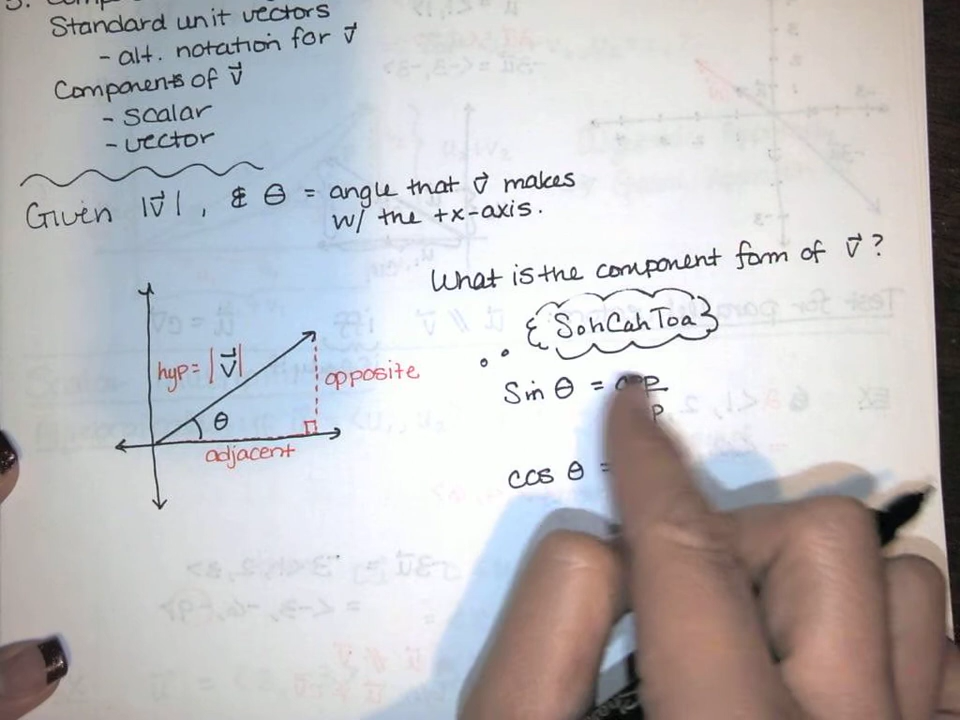 Standard unit vectors
- alt. notation for v⃗
Components of v⃗
- scalar
- vector
Given |v⃗|, & θ = angle that v⃗ makes
w/ the +x-axis.
What is the component form of v⃗?
{SohCahToa}
hyp = |v⃗|
opposite
θ
adjacent
Sin θ = opp
cos θ =